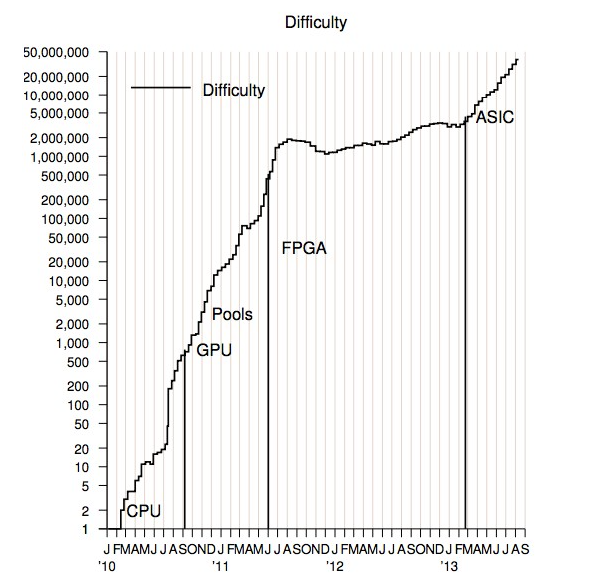 Difficulty
50,000,000
20,000,000
10,000,000
5,000,000
2,000,000
1,000,000
500,000
200,000
100,000
50,000
20,000
10,000
5,000
2,000
1,000
500
200
100
50
20
10
5
2
1
Difficulty
ASIC
FPGA
Pools
GPU
CPU
J FMAMJ J ASOND J FMAMJ J ASOND J FMAMJ J ASOND J FMAMJ J AS
'10 '11 '12 '13